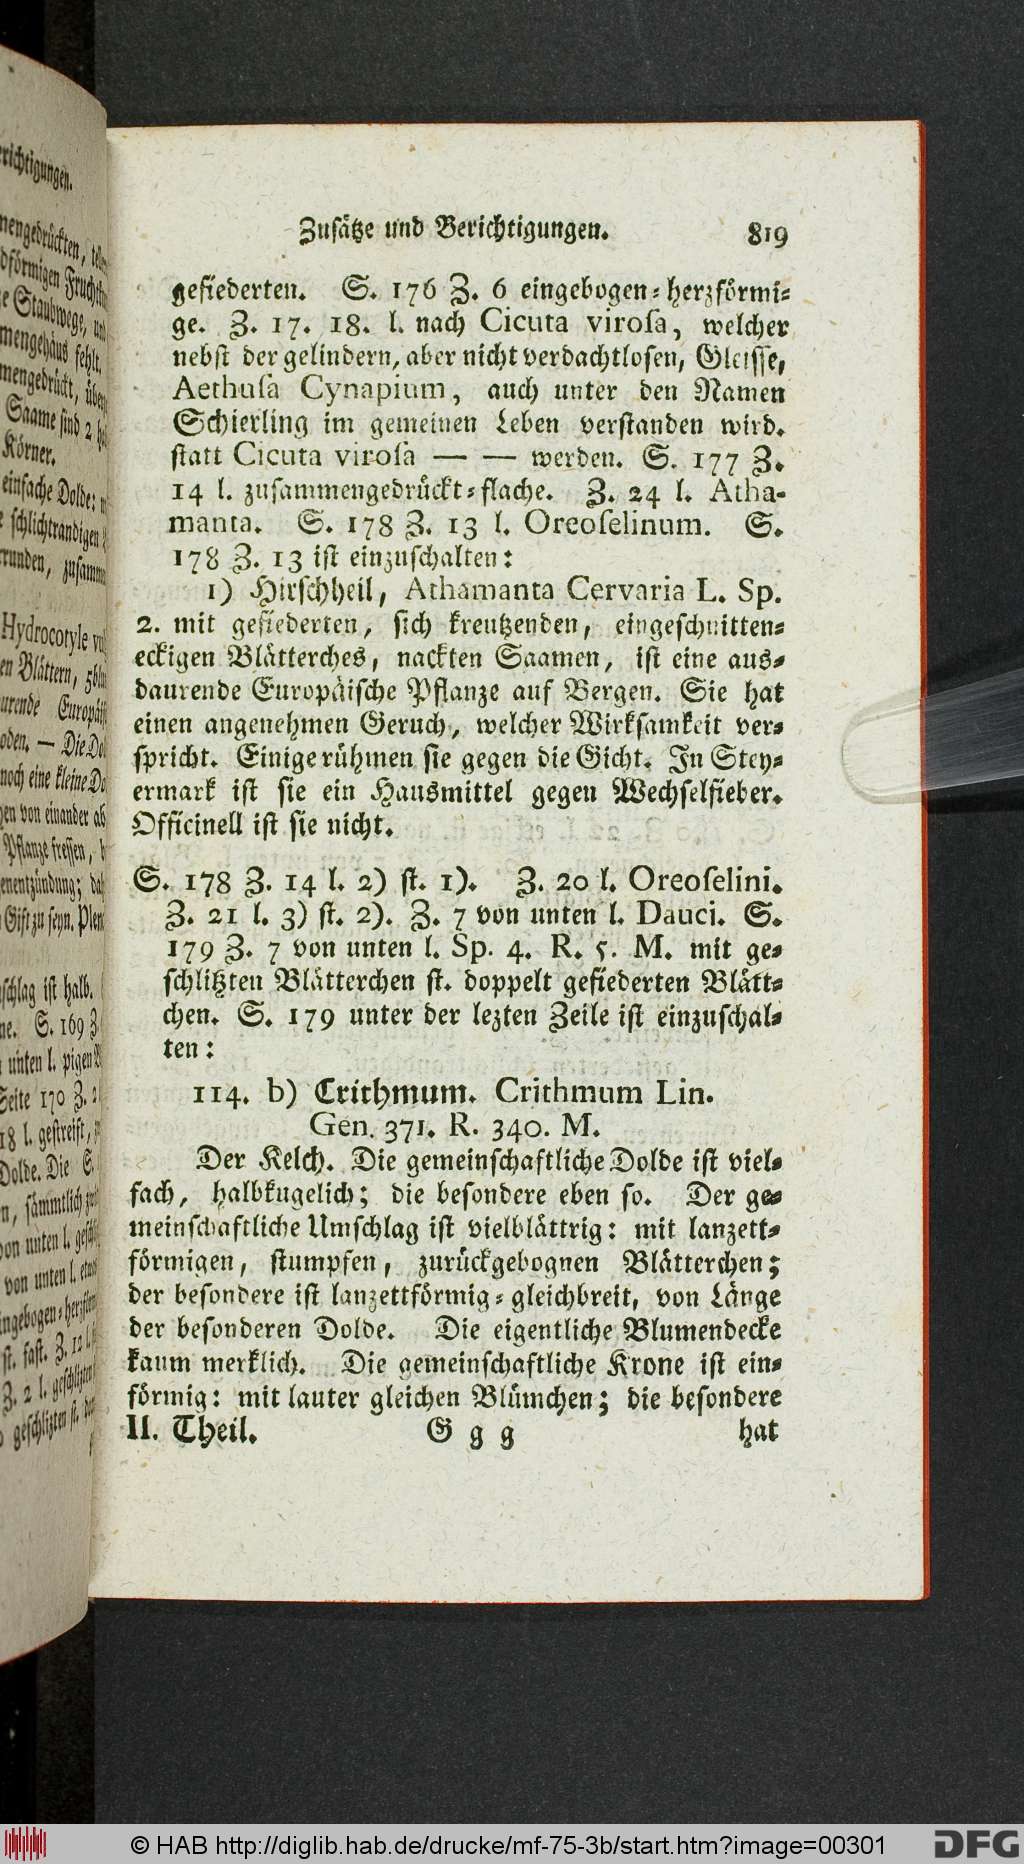 Zusätze und Berichtigungen. 819
gefiederten. S. 176 Z. 6 eingebogen-herzförmi-
ge. Z. 17. 18. l. nach Cicuta virosa, welcher
nebst der gelindern, aber nicht verdachtlosen, Gleisse,
Aethusa Cynapium, auch unter den Namen
Schierling im gemeinen Leben verstanden wird.
statt Cicuta virosa — — werden. S. 177 Z.
14 l. zusammengedrückt-flache. Z. 24 l. Atha-
manta. S. 178 Z. 13 l. Oreoselinum. S.
178 Z. 13 ist einzuschalten:
1) Hirschheil, Athamanta Cervaria L. Sp.
2. mit gefiederten, sich kreutzenden, eingeschnitten-
eckigen Blätterches, nackten Saamen, ist eine aus-
daurende Europäische Pflanze auf Bergen. Sie hat
einen angenehmen Geruch, welcher Wirksamkeit ver-
spricht. Einige rühmen sie gegen die Gicht. In Stey-
ermark ist sie ein Hausmittel gegen Wechselfieber.
Officinell ist sie nicht.
S. 178 Z. 14 l. 2) st. 1). Z. 20 l. Oreoselini.
Z. 21 l. 3) st. 2). Z. 7 von unten l. Dauci. S.
179 Z. 7 von unten l. Sp. 4. R. 5. M. mit ge-
schlitzten Blätterchen st. doppelt gefiederten Blätt-
chen. S. 179 unter der lezten Zeile ist einzuschal-
ten:
114. b) Crithmum. Crithmum Lin.
Gen. 371. R. 340. M.
Der Kelch. Die gemeinschaftliche Dolde ist viel-
fach, halbkugelich; die besondere eben so. Der ge-
meinschaftliche Umschlag ist vielblättrig: mit lanzett-
förmigen, stumpfen, zurückgebognen Blätterchen;
der besondere ist lanzettförmig-gleichbreit, von Länge
der besonderen Dolde. Die eigentliche Blumendecke
kaum merklich. Die gemeinschaftliche Krone ist ein-
förmig: mit lauter gleichen Blümchen; die besondere
II. Theil. G g g hat
© HAB http://diglib.hab.de/drucke/mf-75-3b/start.htm?image=00301
DFG